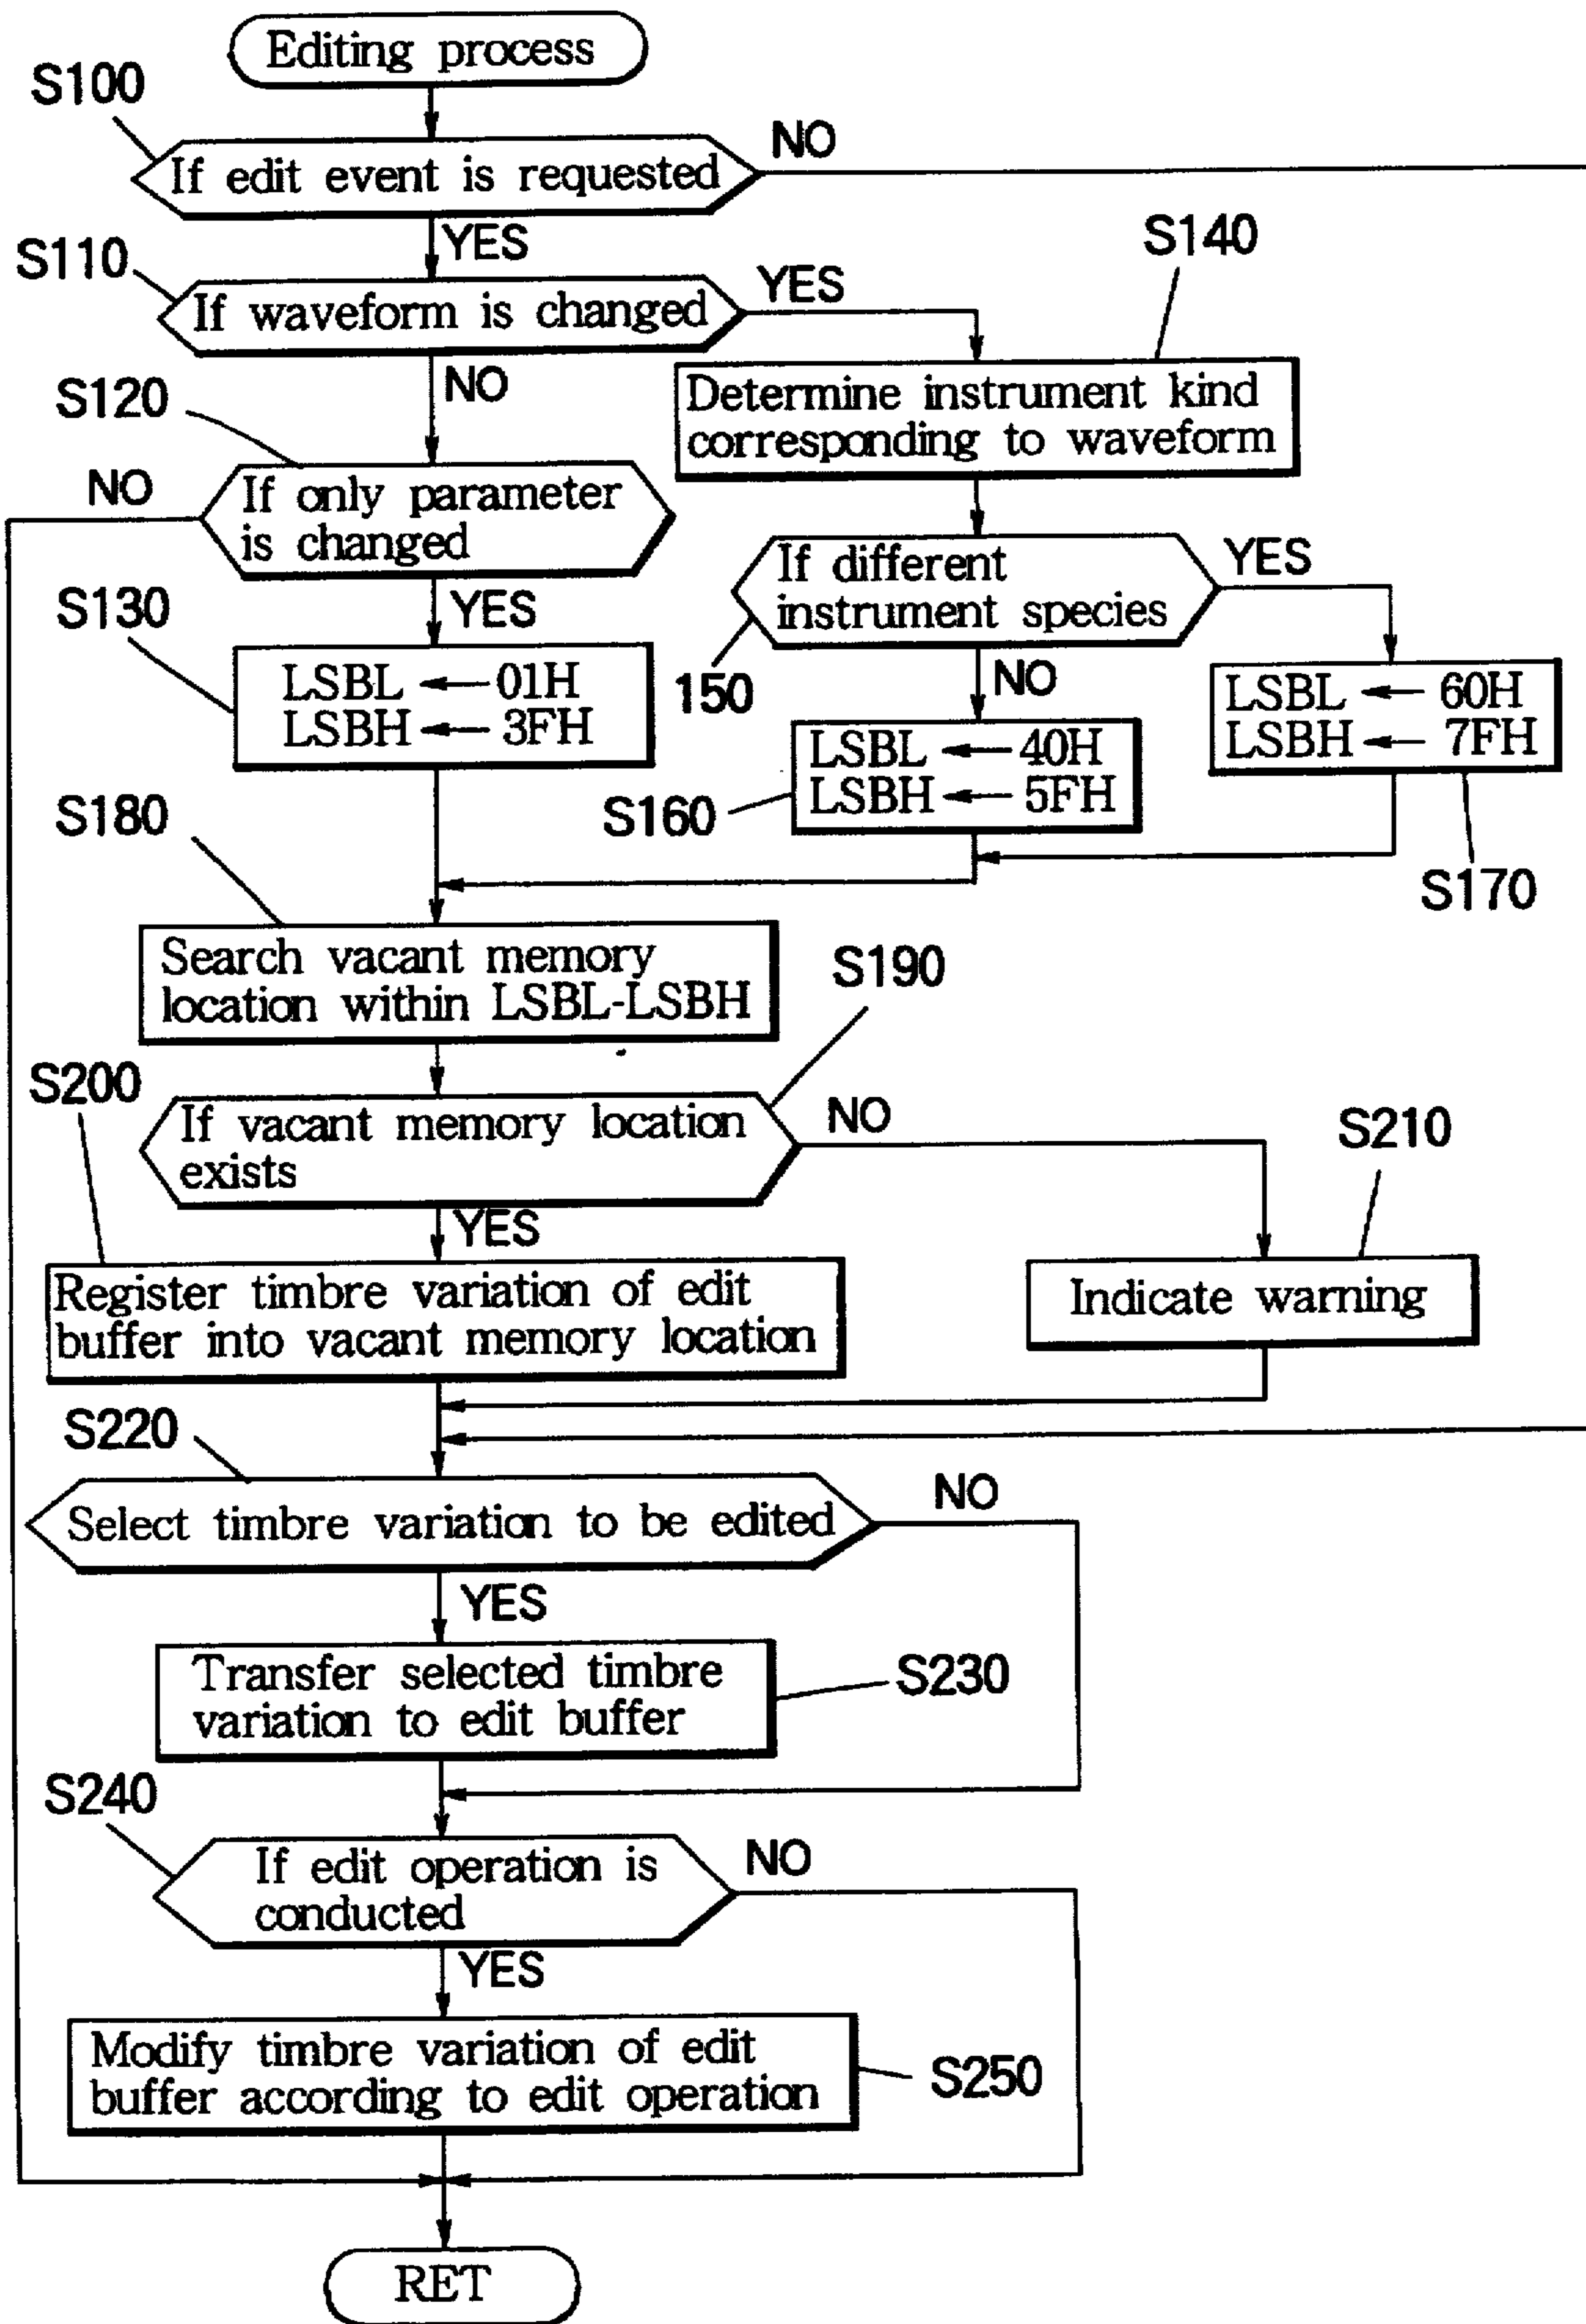 Editing process
S100
If edit event is requested
NO
YES
S110
If waveform is changed
YES
NO
S140
Determine instrument kind
corresponding to waveform
S120
If only parameter
is changed
NO
YES
150
If different
instrument species
YES
NO
S130
LSBL ← 01H
LSBH ← 3FH
S160
LSBL ← 40H
LSBH ← 5FH
LSBL ← 60H
LSBH ← 7FH
S170
S180
Search vacant memory
location within LSBL-LSBH
S190
If vacant memory location
exists
NO
YES
S200
Register timbre variation of edit
buffer into vacant memory location
S210
Indicate warning
S220
Select timbre variation to be edited
NO
YES
Transfer selected timbre
variation to edit buffer
S230
S240
If edit operation is
conducted
NO
YES
Modify timbre variation of edit
buffer according to edit operation
S250
RET